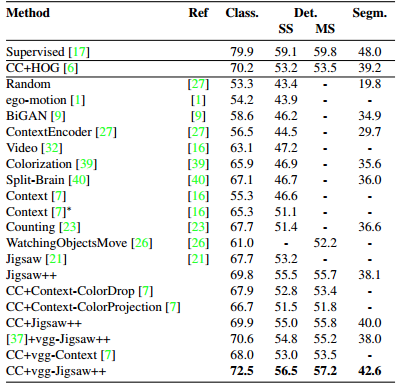 Method Ref Class. Det. Segm.
SS MS
Supervised [17] 79.9 59.1 59.8 48.0
CC+HOG [6] 70.2 53.2 53.5 39.2
Random [27] 53.3 43.4 - 19.8
ego-motion [1] [1] 54.2 43.9 - -
BiGAN [9] [9] 58.6 46.2 - 34.9
ContextEncoder [27] [27] 56.5 44.5 - 29.7
Video [32] [16] 63.1 47.2 - -
Colorization [39] [39] 65.9 46.9 - 35.6
Split-Brain [40] [40] 67.1 46.7 - 36.0
Context [7] [16] 55.3 46.6 - -
Context [7]* [16] 65.3 51.1 - -
Counting [23] [23] 67.7 51.4 - 36.6
WatchingObjectsMove [26] [26] 61.0 - 52.2 -
Jigsaw [21] [21] 67.7 53.2 - -
Jigsaw++ 69.8 55.5 55.7 38.1
CC+Context-ColorDrop [7] 67.9 52.8 53.4 -
CC+Context-ColorProjection [7] 66.7 51.5 51.8 -
CC+Jigsaw++ 69.9 55.0 55.8 40.0
[37]+vgg-Jigsaw++ 70.6 54.8 55.2 38.0
CC+vgg-Context [7] 68.0 53.0 53.5 -
CC+vgg-Jigsaw++ 72.5 56.5 57.2 42.6